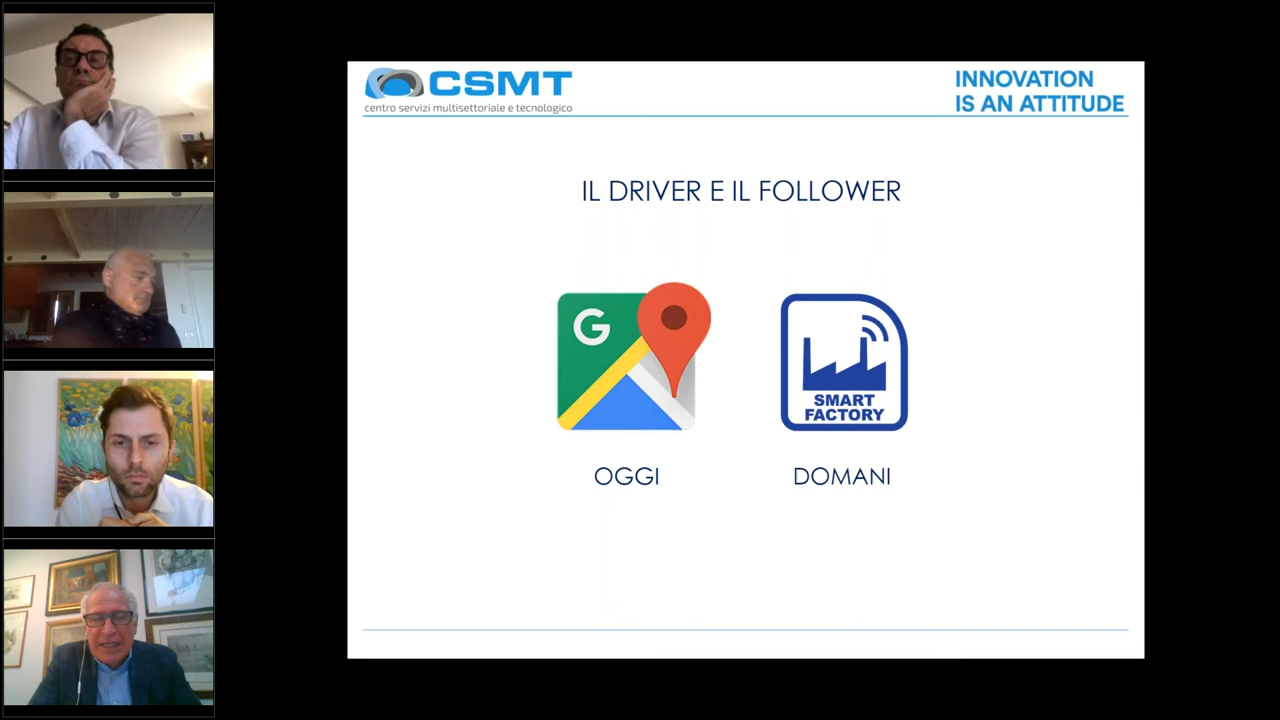 CSMT
centro servizi multisettoriale e tecnologico
INNOVATION
IS AN ATTITUDE
IL DRIVER E IL FOLLOWER
G
SMART
FACTORY
OGGI
DOMANI